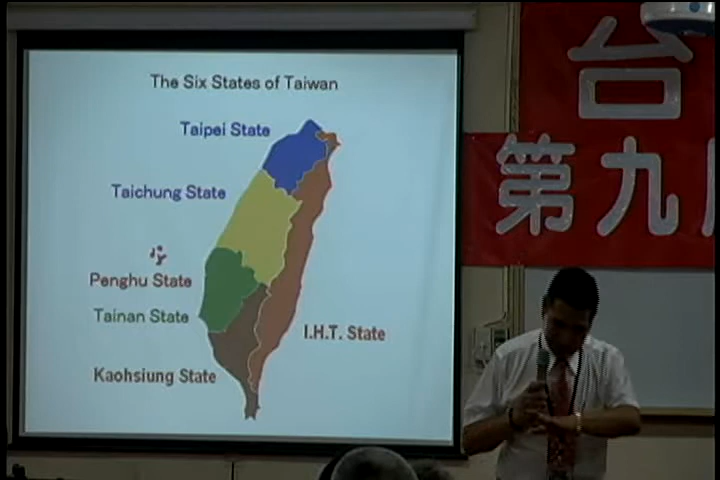 The Six States of Taiwan
Taipei State
Taichung State
Penghu State
Tainan State
I.H.T. State
Kaohsiung State
台
第九